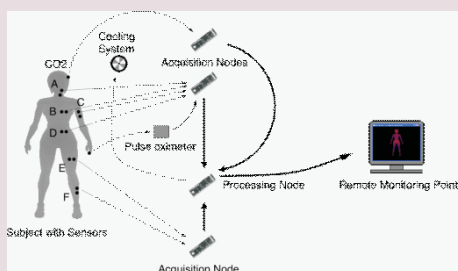 Cooling
System
CO2
Acquisition Nodes
A
B
C
D
Pulse oximeter
E
Processing Node
Remote Monitoring Point
F
Subject with Sensors
Acquisition Node